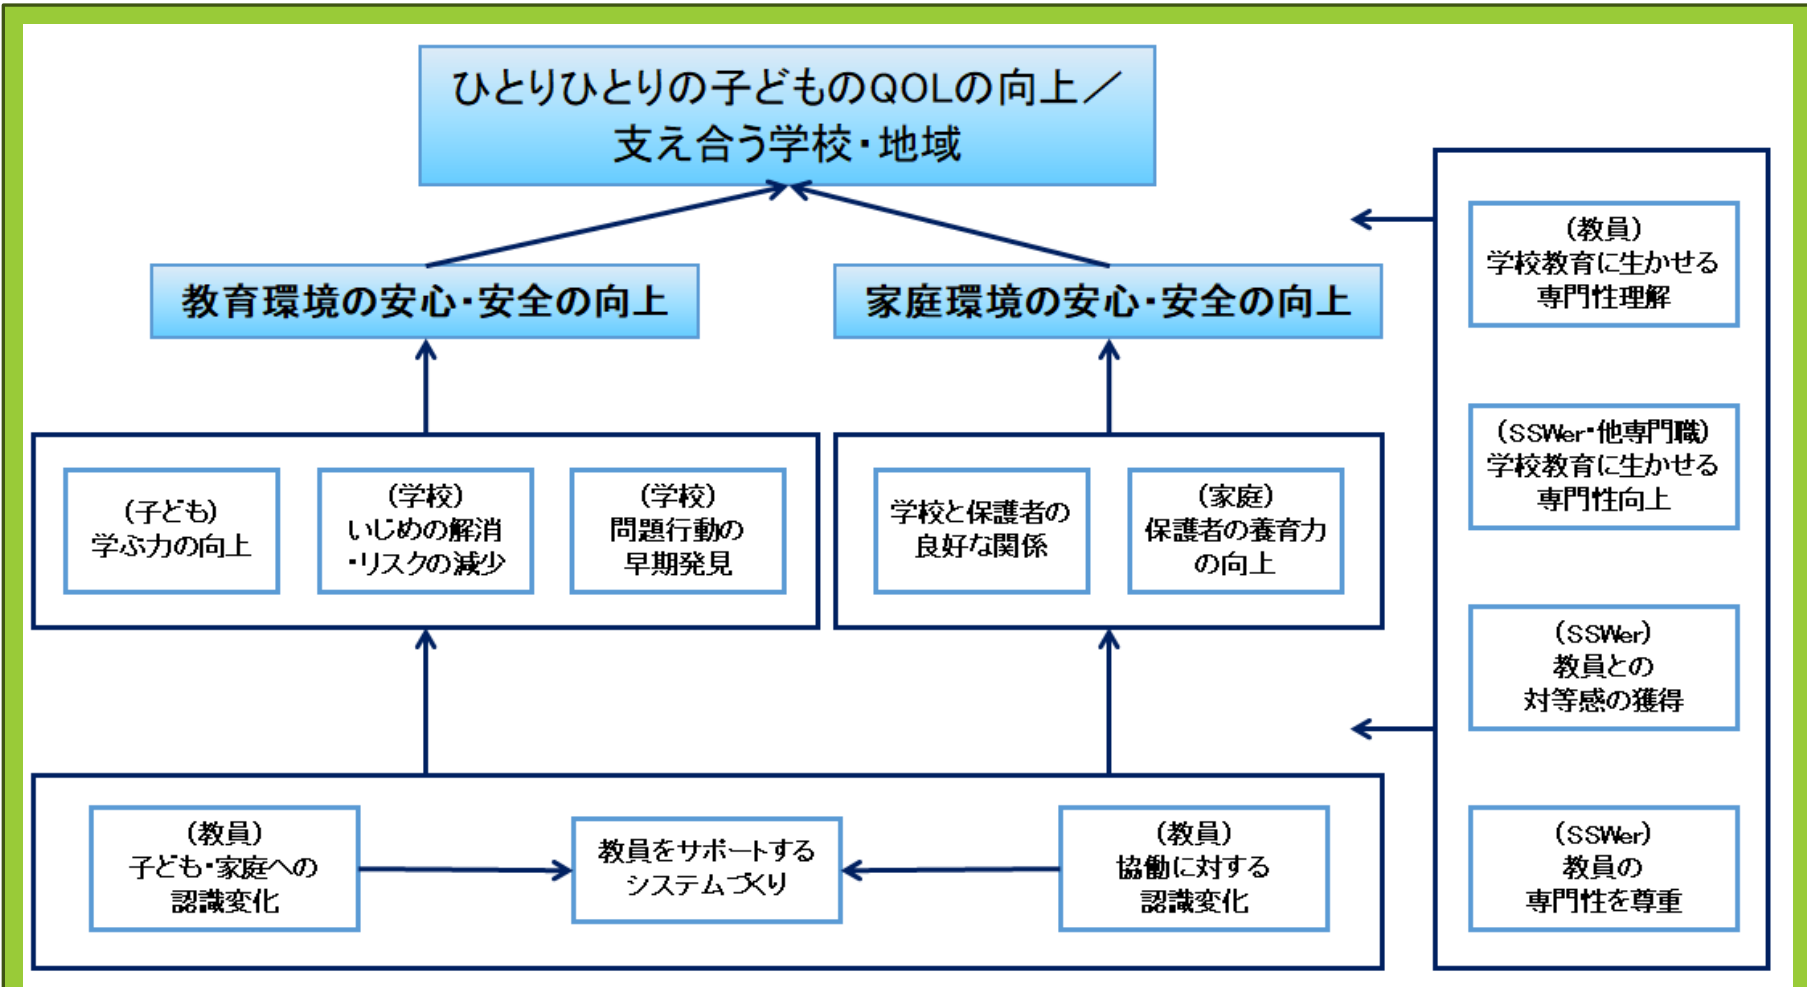 ひとりひとりの子どものQOLの向上／
支え合う学校・地域
教育環境の安心・安全の向上
家庭環境の安心・安全の向上
（子ども）
学ぶ力の向上
（学校）
いじめの解消
・リスクの減少
（学校）
問題行動の
早期発見
学校と保護者の
良好な関係
（家庭）
保護者の養育力
の向上
（教員）
子ども・家庭への
認識変化
教員をサポートする
システムづくり
（教員）
協働に対する
認識変化
（教員）
学校教育に生かせる
専門性理解
（SSWer・他専門職）
学校教育に生かせる
専門性向上
（SSWer）
教員との
対等感の獲得
（SSWer）
教員の
専門性を尊重